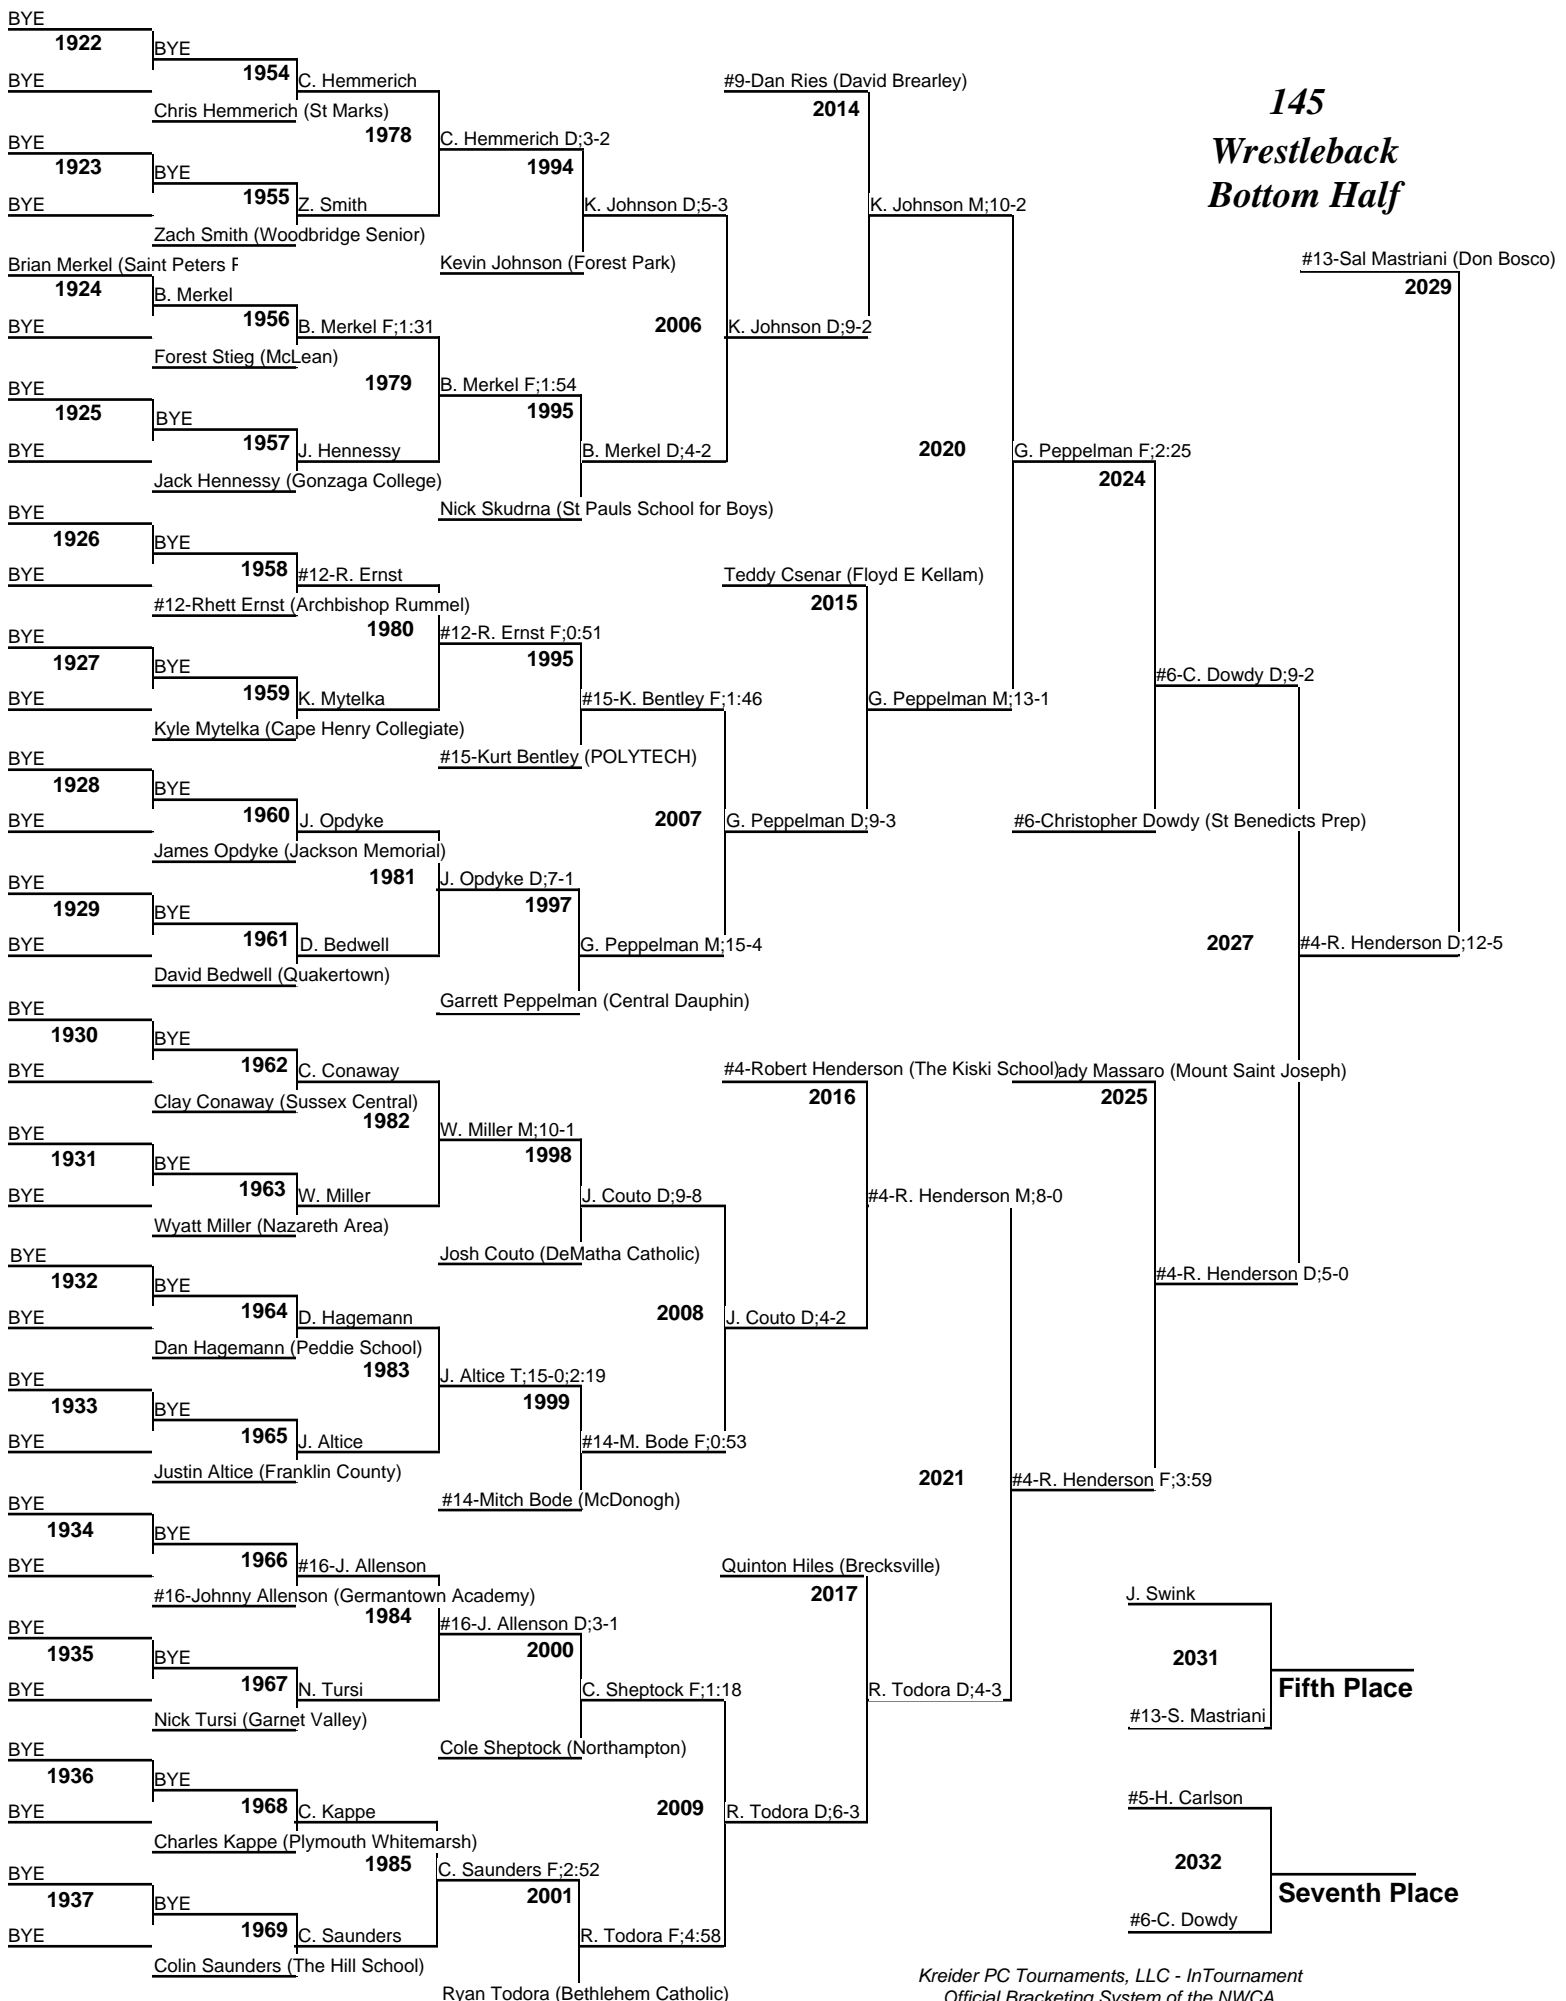 145
Wrestleback
Bottom Half
BYE
1922
BYE
BYE
1954
C. Hemmerich
Chris Hemmerich (St Marks)
1978
C. Hemmerich D;3-2
BYE
1923
BYE
BYE
1955
Z. Smith
Zach Smith (Woodbridge Senior)
1994
K. Johnson D;5-3
Kevin Johnson (Forest Park)
Brian Merkel (Saint Peters
1924
B. Merkel
BYE
1956
B. Merkel F;1:31
Forest Stieg (McLean)
1979
B. Merkel F;1:54
BYE
1925
BYE
BYE
1957
J. Hennessy
Jack Hennessy (Gonzaga College)
1995
B. Merkel D;4-2
Nick Skudrna (St Pauls School for Boys)
2006
K. Johnson D;9-2
#9-Dan Ries (David Brearley)
2014
K. Johnson M;10-2
BYE
1926
BYE
BYE
1958
#12-R. Ernst
#12-Rhett Ernst (Archbishop Rummel)
1980
#12-R. Ernst F;0:51
BYE
1927
BYE
BYE
1959
K. Mytelka
Kyle Mytelka (Cape Henry Collegiate)
1995
#15-K. Bentley F;1:46
#15-Kurt Bentley (POLYTECH)
BYE
1928
BYE
BYE
1960
J. Opdyke
James Opdyke (Jackson Memorial)
1981
J. Opdyke D;7-1
BYE
1929
BYE
BYE
1961
D. Bedwell
David Bedwell (Quakertown)
1997
G. Peppelman M;15-4
Garrett Peppelman (Central Dauphin)
2007
G. Peppelman D;9-3
Teddy Csenar (Floyd E Kellam)
2015
G. Peppelman M;13-1
2020
G. Peppelman F;2:25
2024
#6-C. Dowdy D;9-2
#6-Christopher Dowdy (St Benedicts Prep)
BYE
1930
BYE
BYE
1962
C. Conaway
Clay Conaway (Sussex Central)
1982
W. Miller M;10-1
BYE
1931
BYE
BYE
1963
W. Miller
Wyatt Miller (Nazareth Area)
1998
J. Couto D;9-8
Josh Couto (DeMatha Catholic)
BYE
1932
BYE
BYE
1964
D. Hagemann
Dan Hagemann (Peddie School)
1983
J. Altice T;15-0;2:19
BYE
1933
BYE
BYE
1965
J. Altice
Justin Altice (Franklin County)
1999
#14-M. Bode F;0:53
#14-Mitch Bode (McDonogh)
2008
J. Couto D;4-2
#4-Robert Henderson (The Kiski School)
2016
#4-R. Henderson M;8-0
BYE
1934
BYE
BYE
1966
#16-J. Allenson
#16-Johnny Allenson (Germantown Academy)
1984
#16-J. Allenson D;3-1
BYE
1935
BYE
BYE
1967
N. Tursi
Nick Tursi (Garnet Valley)
2000
C. Sheptock F;1:18
Cole Sheptock (Northampton)
BYE
1936
BYE
BYE
1968
C. Kappe
Charles Kappe (Plymouth Whitemarsh)
1985
C. Saunders F;2:52
BYE
1937
BYE
BYE
1969
C. Saunders
Colin Saunders (The Hill School)
2001
R. Todora F;4:58
Ryan Todora (Bethlehem Catholic)
2009
R. Todora D;6-3
Quinton Hiles (Brecksville)
2017
R. Todora D;4-3
2021
#4-R. Henderson F;3:59
ady Massaro (Mount Saint Joseph)
2025
#4-R. Henderson D;5-0
2027
#4-R. Henderson D;12-5
#13-Sal Mastriani (Don Bosco)
2029
J. Swink
2031
#13-S. Mastriani
Fifth Place
#5-H. Carlson
2032
#6-C. Dowdy
Seventh Place
Kreider PC Tournaments, LLC - InTournament
Official Bracketing System of the NWCA